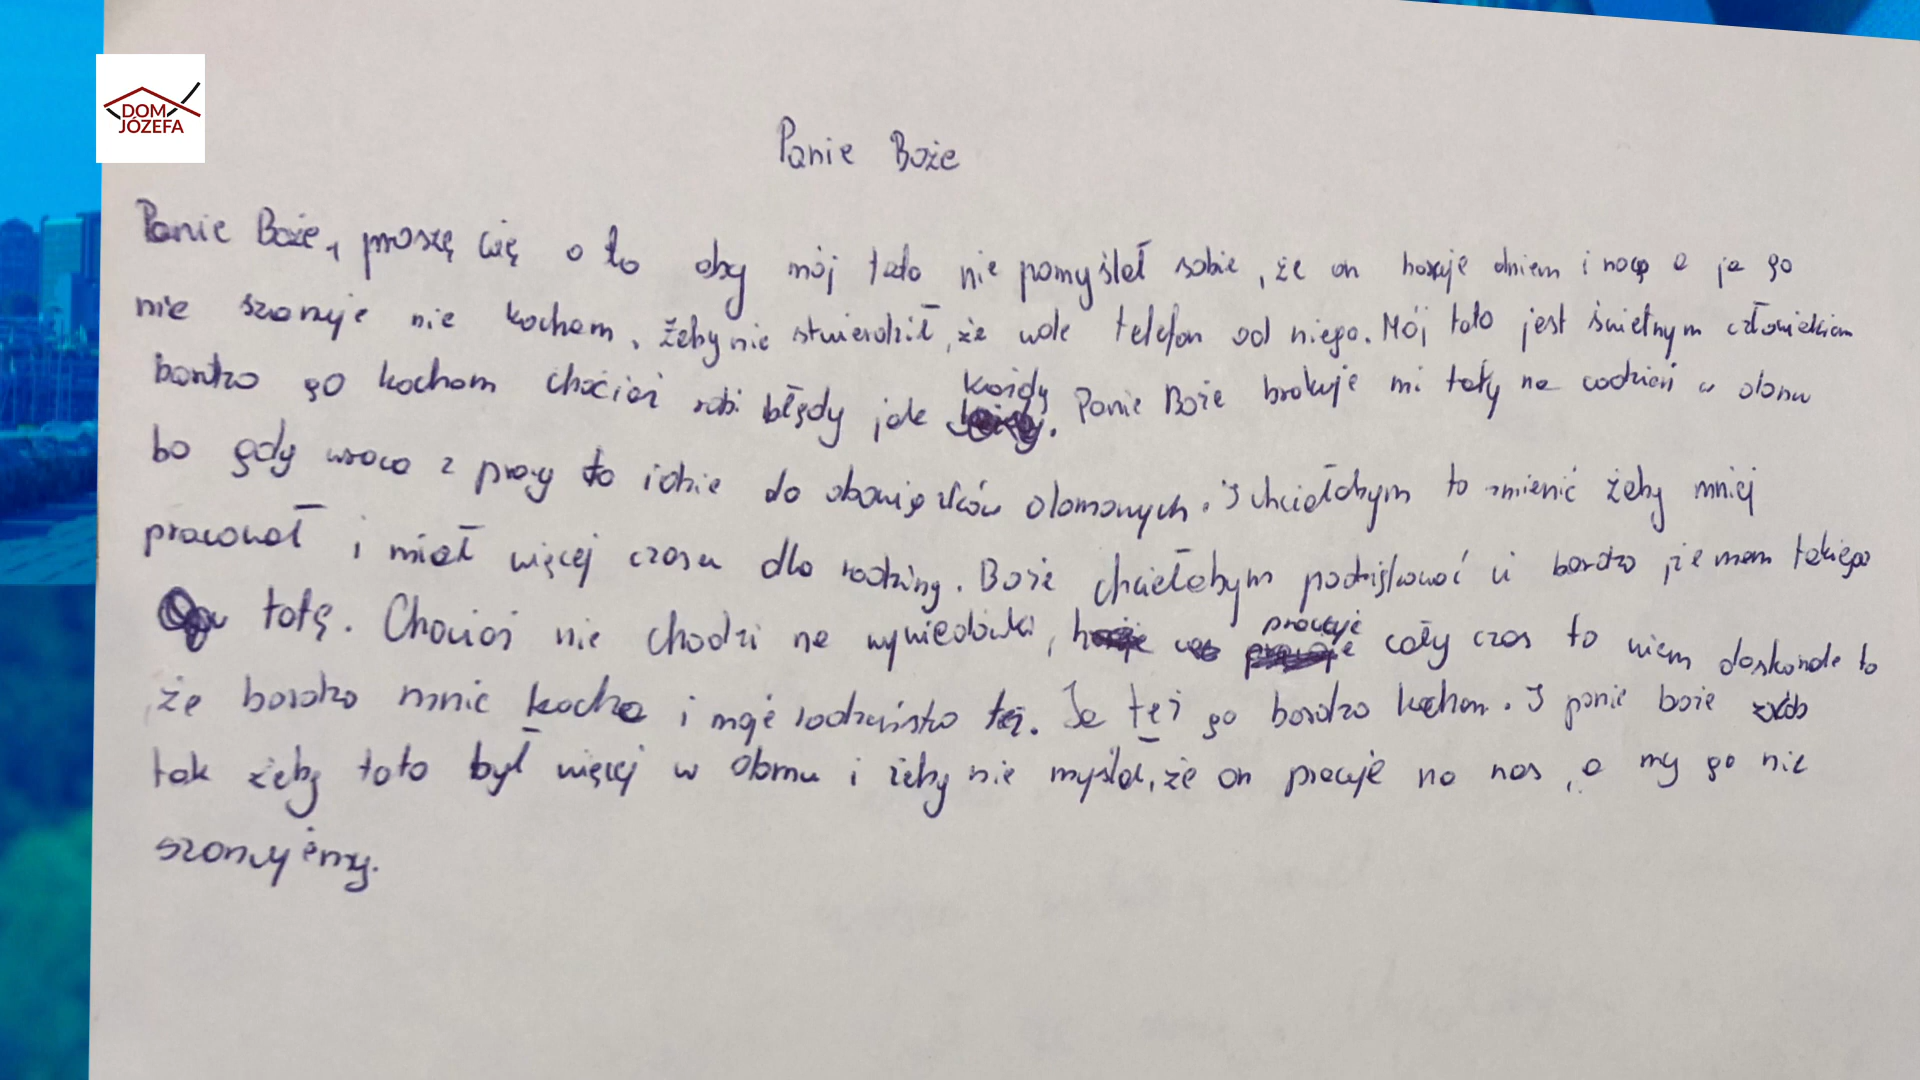 DOM
JÓZEFA
Panie Boże
Panie Boże, proszę cię o to aby mój tato nie pomyślał sobie, że on haruje dniem i nocą a ja go
nie szanuje nie kocham, żeby nie stwierdził, że wole telefon od niego. Mój tato jest świetnym człowiekiem
bardzo go kocham chociaż robi błędy jak każdy. Panie Boże brakuje mi taty na codzień w domu
bo gdy wraca z pracy to idzie do obowiązków domowych. I chciałabym to zmienić żeby mniej
pracował i miał więcej czasu dla rodziny. Boże chciałabym podziękować ci bardzo że mam takiego
tatę. Chociaż nie chodzi na wywiadówki, pracuje cały czas to wiem doskonale to
że bardzo mnie kocha i moje rodzeństwo też. Ja też go bardzo kocham. I panie boże zrób
tak żeby tato był więcej w domu i żeby nie myślał, że on pracuje na nas, a my go nie
szanujemy.